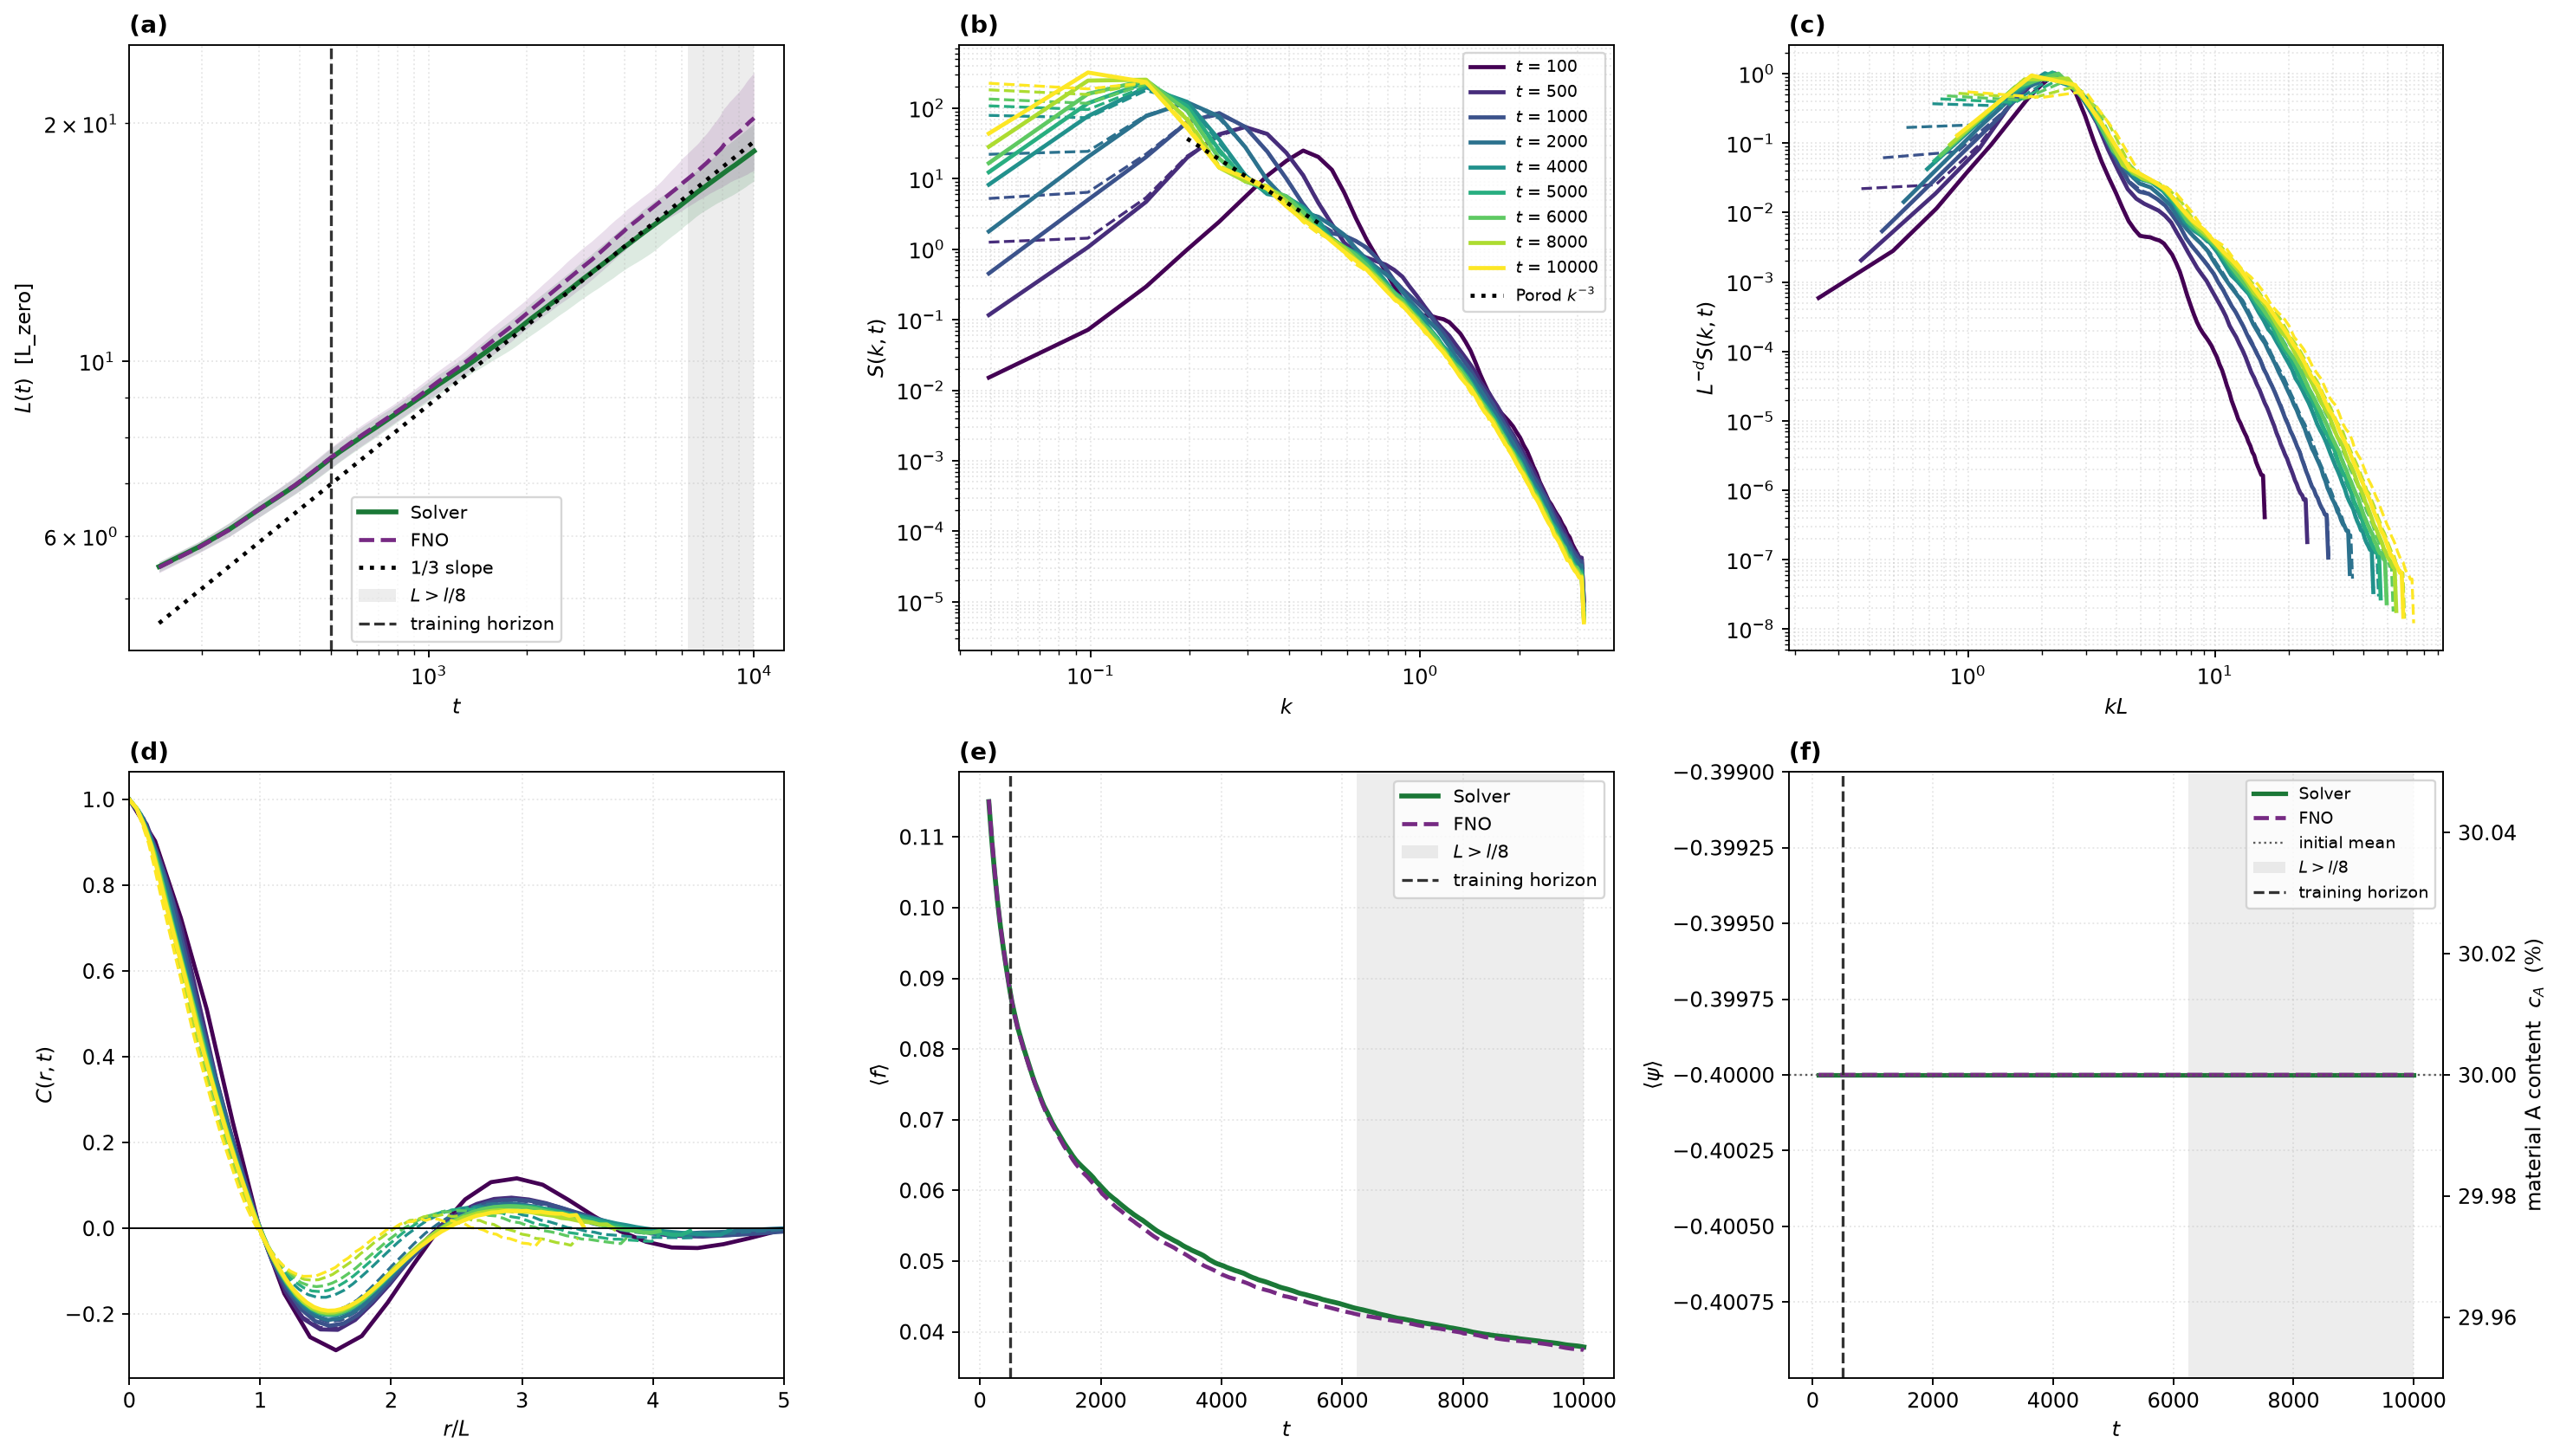 (a)
2 × 10¹
10¹
6 × 10⁰
L(t) [L_zero]
10³
10⁴
t
Solver
FNO
1/3 slope
L > l/8
training horizon
(b)
10²
10¹
10⁰
10⁻¹
10⁻²
10⁻³
10⁻⁴
10⁻⁵
S(k, t)
10⁻¹
10⁰
k
t = 100
t = 500
t = 1000
t = 2000
t = 4000
t = 5000
t = 6000
t = 8000
t = 10000
Porod k⁻³
(c)
10⁰
10⁻¹
10⁻²
10⁻³
10⁻⁴
10⁻⁵
10⁻⁶
10⁻⁷
10⁻⁸
L⁻ᵈS(k, t)
10⁰
10¹
kL
(d)
1.0
0.8
0.6
0.4
0.2
0.0
−0.2
C(r, t)
0
1
2
3
4
5
r/L
(e)
0.11
0.10
0.09
0.08
0.07
0.06
0.05
0.04
⟨f⟩
0
2000
4000
6000
8000
10000
t
Solver
FNO
L > l/8
training horizon
(f)
−0.39900
−0.39925
−0.39950
−0.39975
−0.40000
−0.40025
−0.40050
−0.40075
⟨ψ⟩
0
2000
4000
6000
8000
10000
t
Solver
FNO
initial mean
L > l/8
training horizon
30.04
30.02
30.00
29.98
29.96
material A content c_A (%)